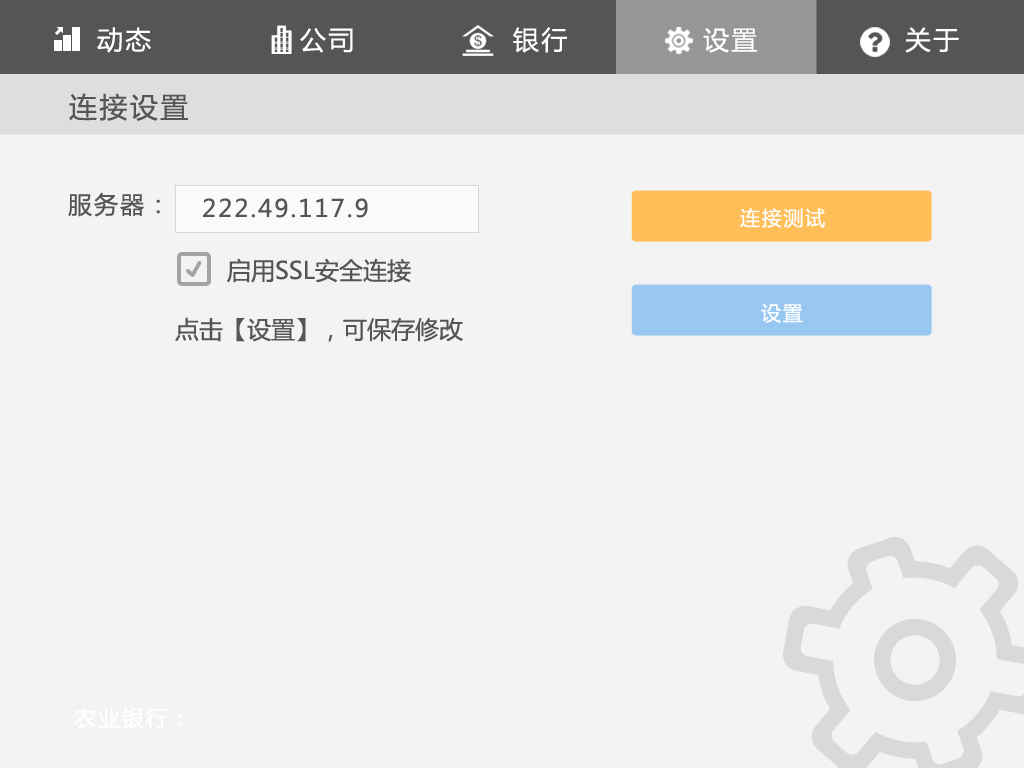 动态 公司 银行 设置 关于
连接设置
服务器： 222.49.117.9
连接测试
启用SSL安全连接
设置
点击【设置】，可保存修改
农业银行：